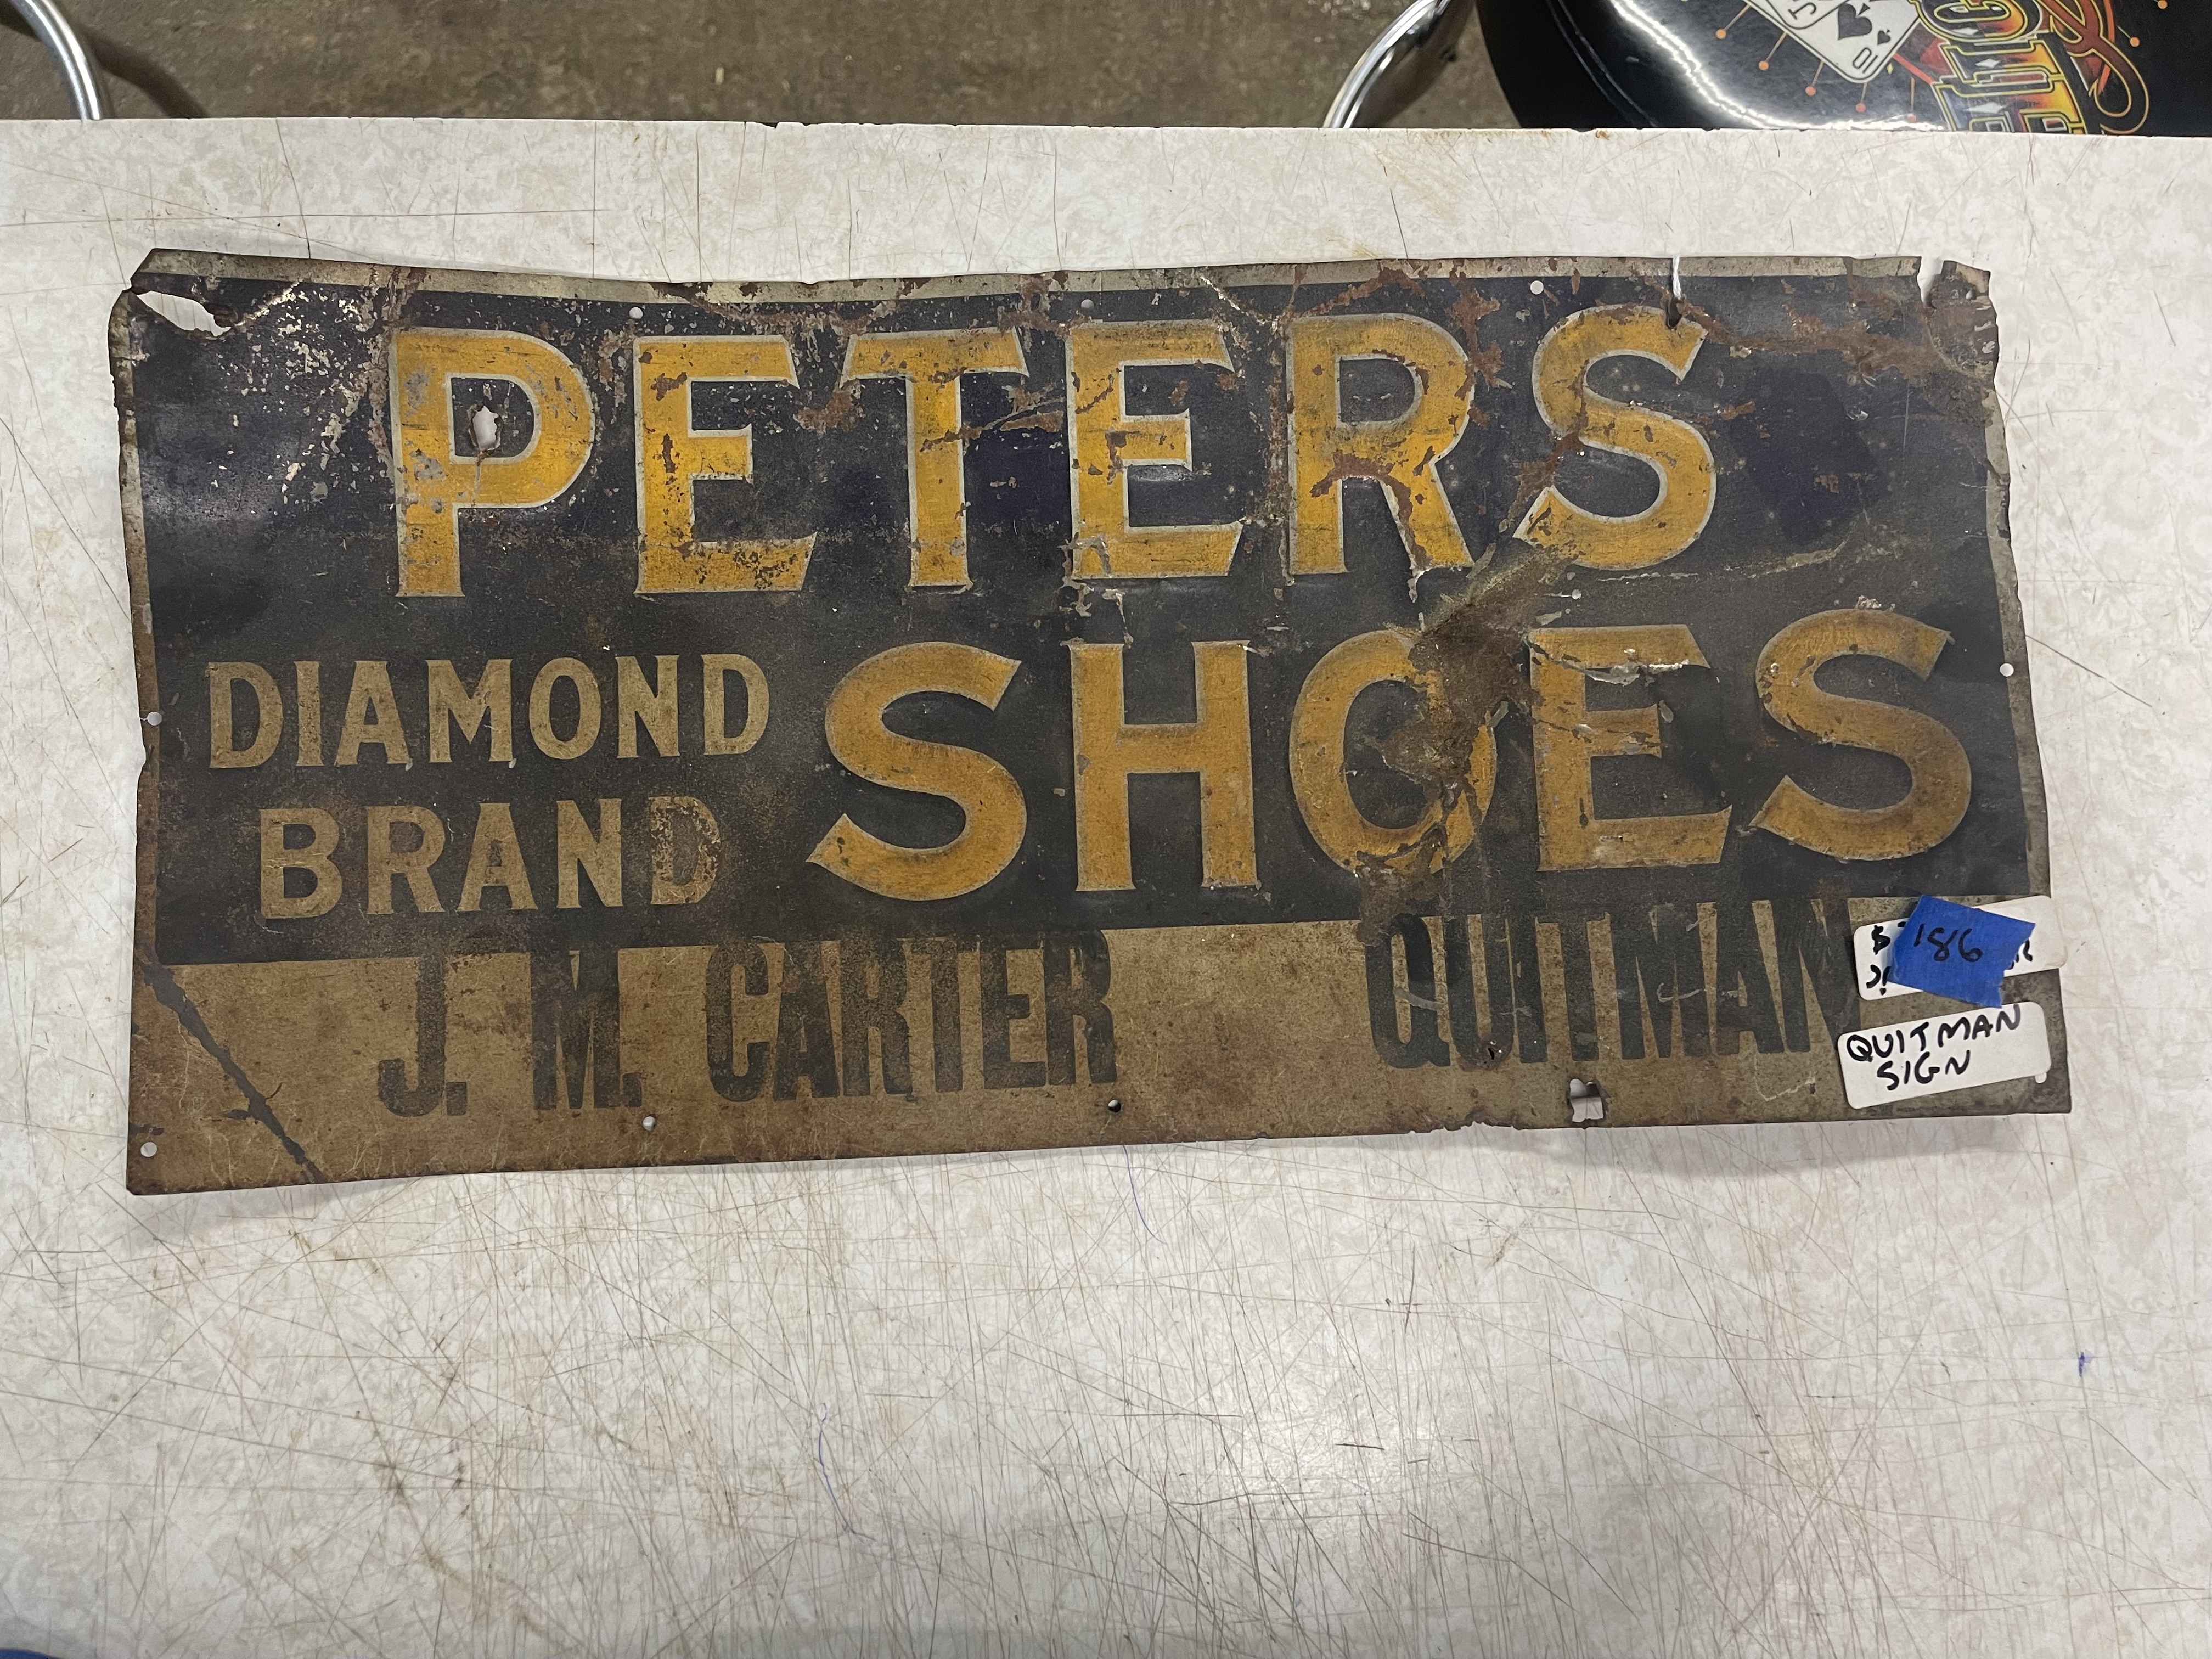 PETERS
DIAMOND
BRAND
SHOES
J. M. CARTER QUITMAN
186
QUITMAN
SIGN